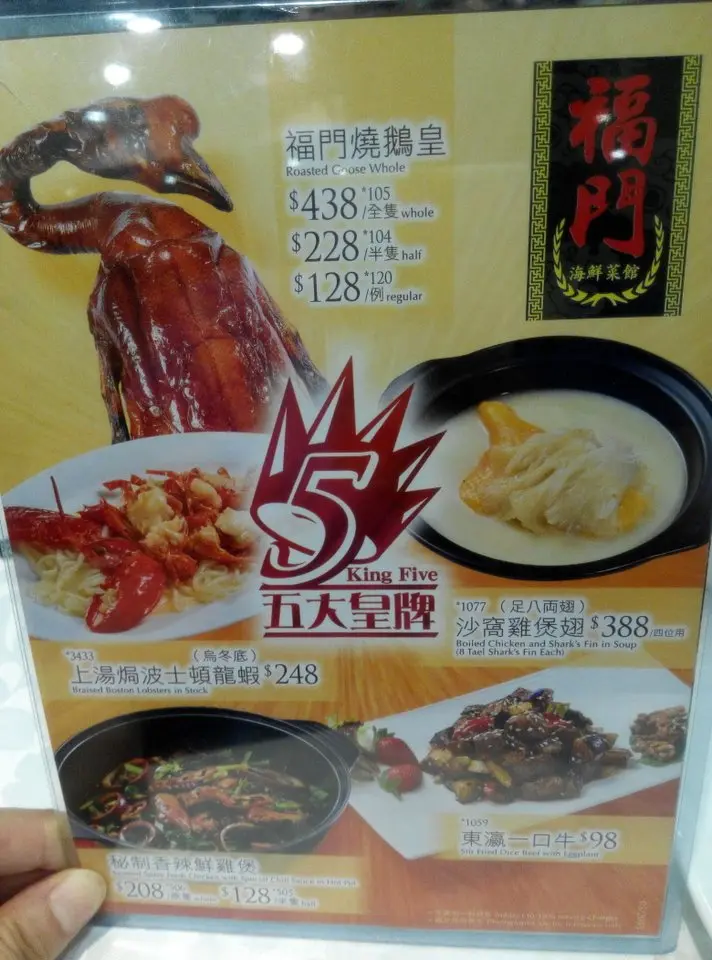 福門
海鮮菜館
福門燒鵝皇
Roasted Goose Whole
$438 *105 /全隻 whole
$228 *104 /半隻 half
$128 *120 /例 regular
5
King Five
五大皇牌
*1077 (足八両翅)
沙窩雞煲翅 $388 /四位用
Boiled Chicken and Shark's Fin in Soup
(8 Tael Shark's Fin Each)
*3433 (烏冬底)
上湯焗波士頓龍蝦 $248
Braised Boston Lobsters in Stock
*1059
東瀛一口牛 $98
Stir Fried Dice Beef with Eggplant
秘制香辣鮮雞煲
$208 *506 $128 *505